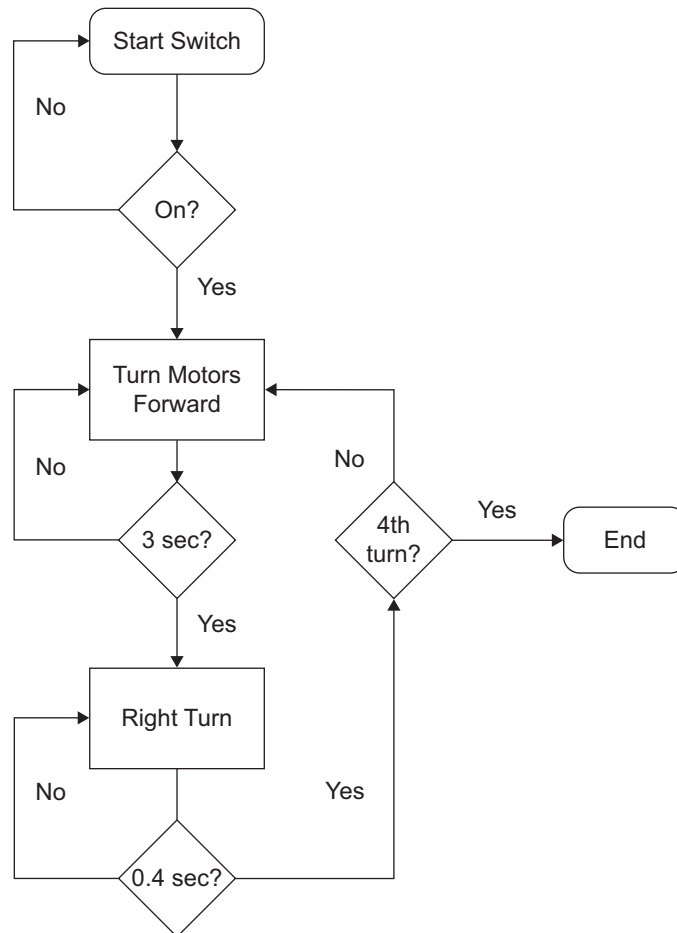 Start Switch
No
On?
Yes
Turn Motors
Forward
No
3 sec?
Yes
Right Turn
No
0.4 sec?
Yes
4th
turn?
No
Yes
End